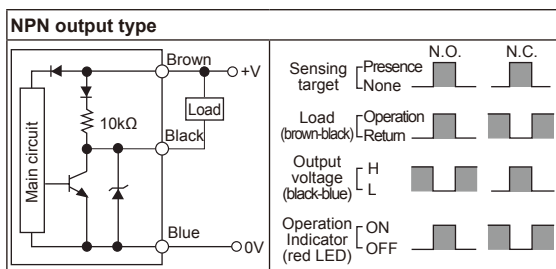 NPN output type
Brown
+V
Load
10kΩ
Black
Main circuit
Blue
0V
N.O.
N.C.
Sensing
target
Presence
None
Load
(brown-black)
Operation
Return
Output
voltage
(black-blue)
H
L
Operation
Indicator
(red LED)
ON
OFF